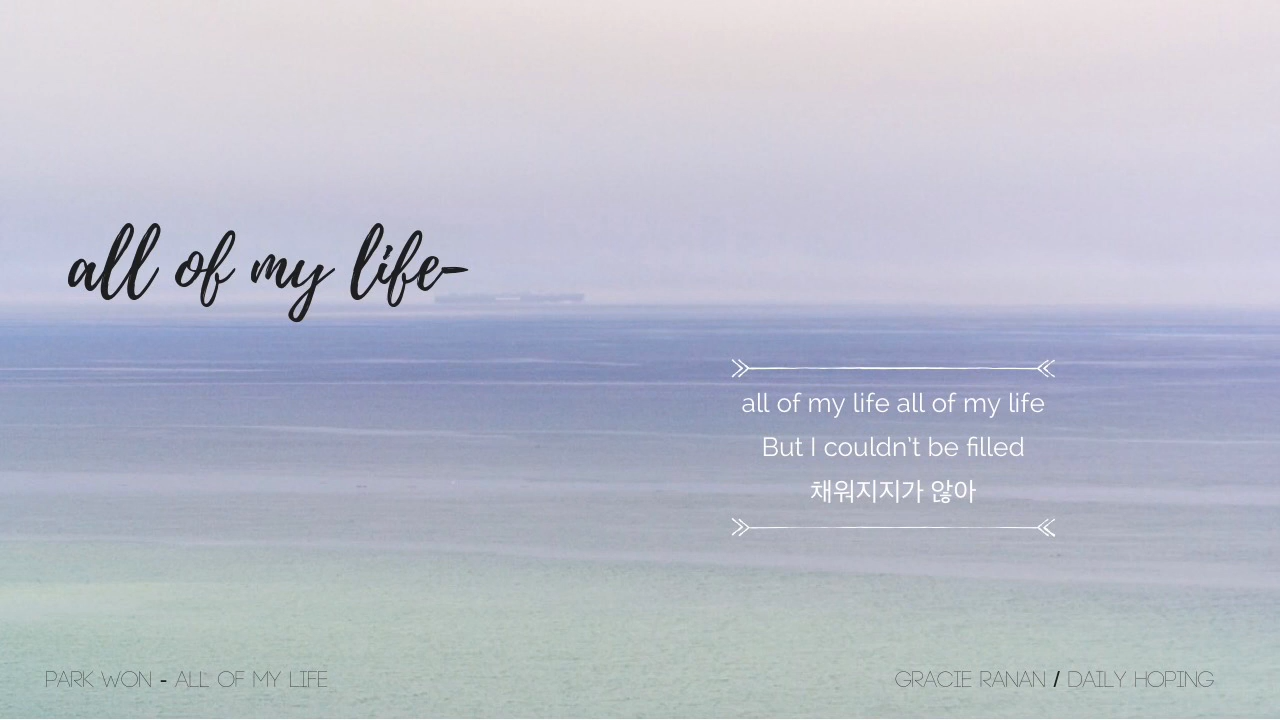 all of my life-
all of my life all of my life
But I couldn't be filled
채워지지가 않아
PARK WON - ALL OF MY LIFE
GRACIE RANAN / DAILY HOPING